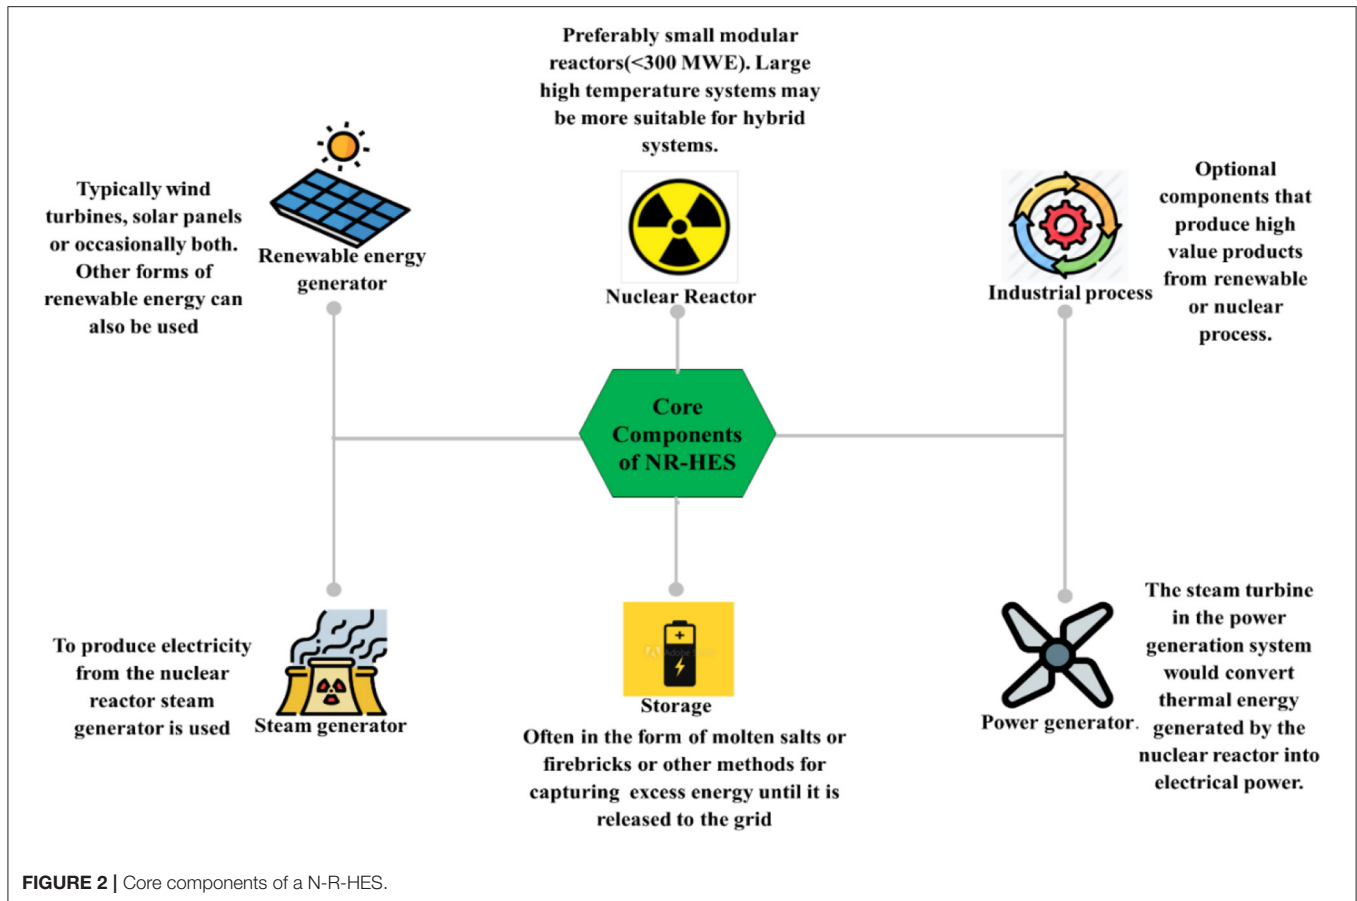 Preferably small modular
reactors(<300 MWE). Large
high temperature systems may
be more suitable for hybrid
systems.
Typically wind
turbines, solar panels
or occasionally both.
Other forms of
renewable energy can
also be used
Renewable energy
generator
Nuclear Reactor
Industrial process
Optional
components that
produce high
value products
from renewable
or nuclear
process.
Core
Components
of NR-HES
To produce electricity
from the nuclear
reactor steam
generator is used
Steam generator
Storage
Often in the form of molten salts or
firebricks or other methods for
capturing excess energy until it is
released to the grid
Power generator.
The steam turbine
in the power
generation system
would convert
thermal energy
generated by the
nuclear reactor into
electrical power.
FIGURE 2 | Core components of a N-R-HES.